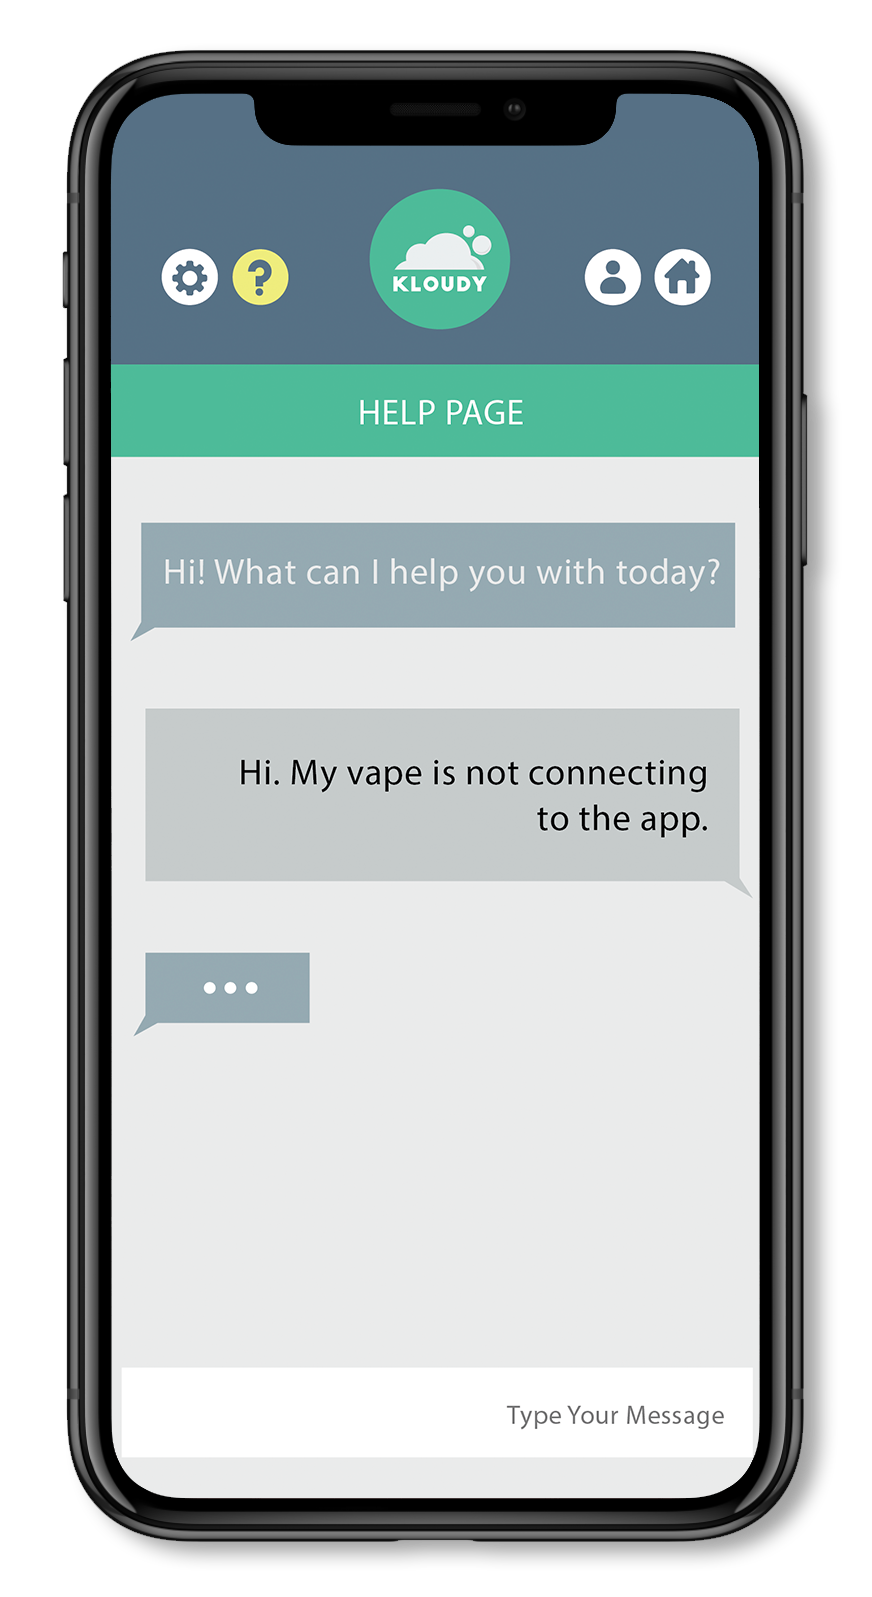 KLOUDY
HELP PAGE
Hi! What can I help you with today?
Hi. My vape is not connecting
to the app.
Type Your Message